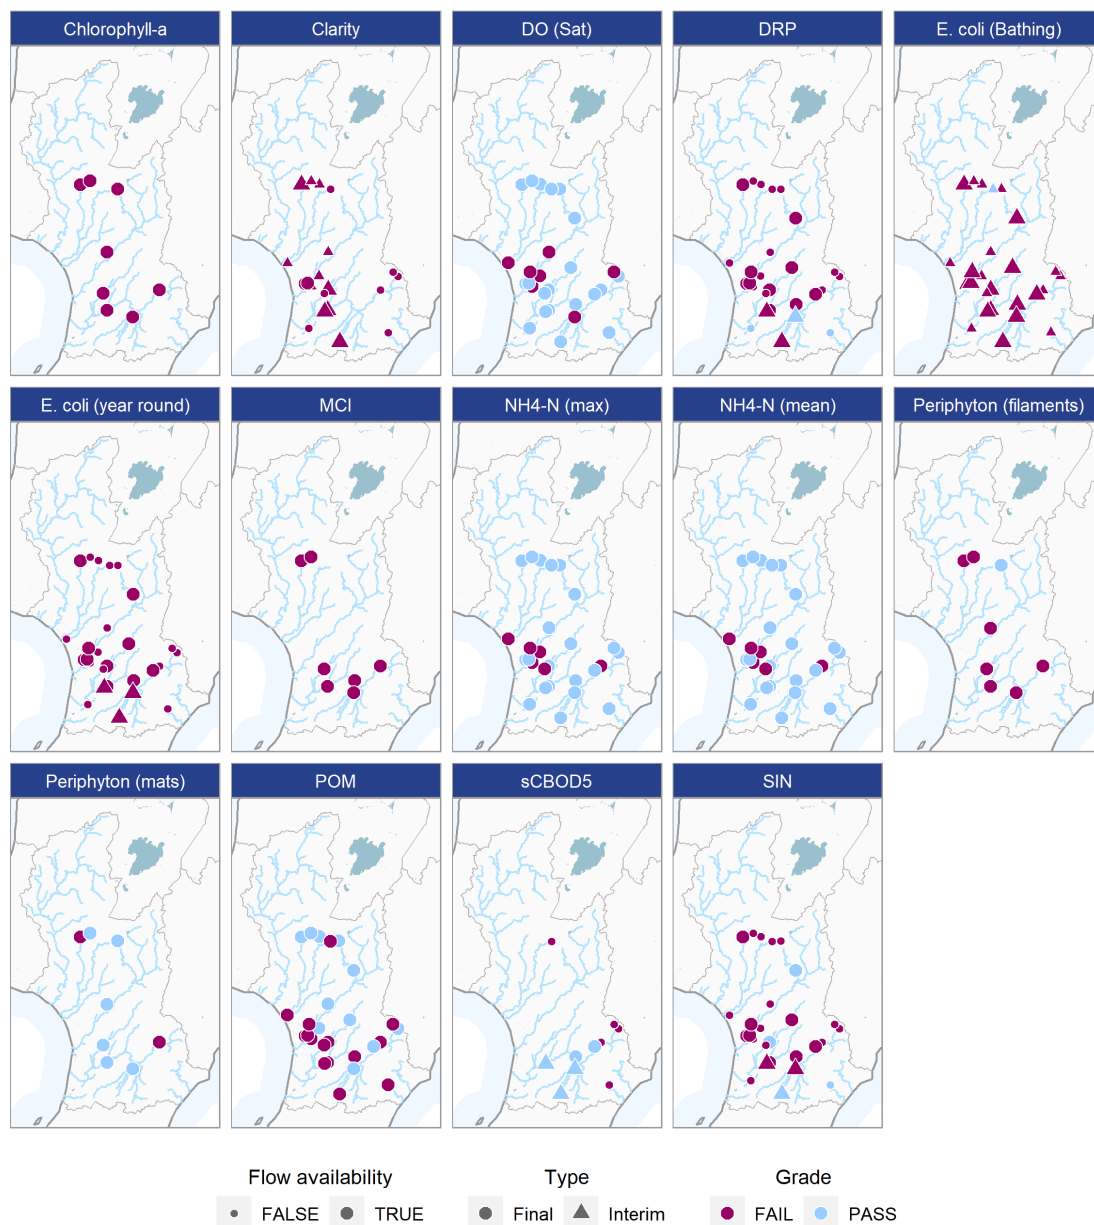 Chlorophyll-a
Clarity
DO (Sat)
DRP
E. coli (Bathing)
E. coli (year round)
MCI
NH4-N (max)
NH4-N (mean)
Periphyton (filaments)
Periphyton (mats)
POM
sCBOD5
SIN
Flow availability
FALSE
TRUE
Type
Final
Interim
Grade
FAIL
PASS